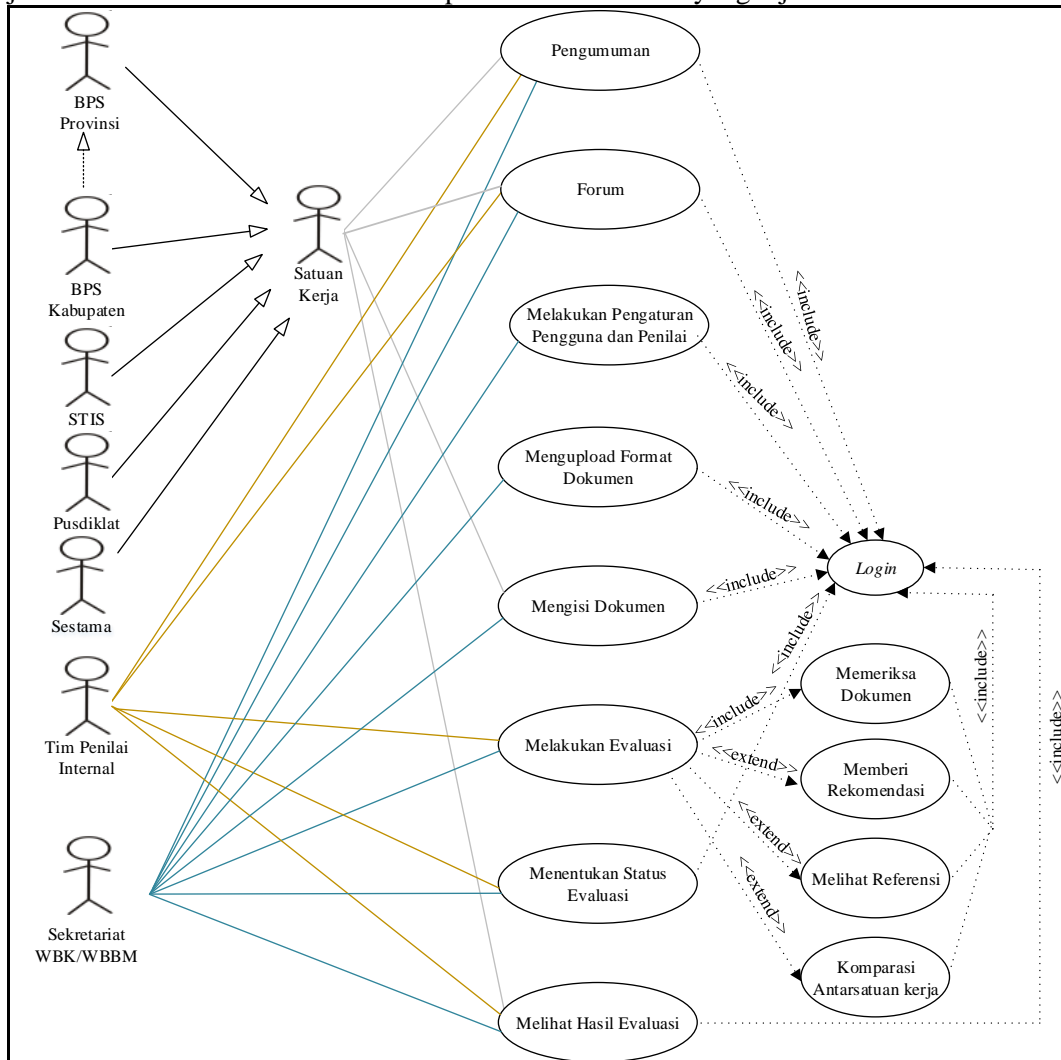 BPS
Provinsi
BPS
Kabupaten
STIS
Pusdiklat
Sestama
Tim Penilai
Internal
Sekretariat
WBK/WBBM
Satuan
Kerja
Pengumuman
Forum
Melakukan Pengaturan
Pengguna dan Penilai
Mengupload Format
Dokumen
Mengisi Dokumen
Melakukan Evaluasi
Menentukan Status
Evaluasi
Melihat Hasil Evaluasi
<<include>>
<<include>>
<<include>>
<<include>>
<<include>>
<<include>>
<<include>>
<<extend>>
<<extend>>
<<extend>>
Login
Memeriksa
Dokumen
Memberi
Rekomendasi
Melihat Referensi
Komparasi
Antarsatuan kerja
<<include>>
<<include>>